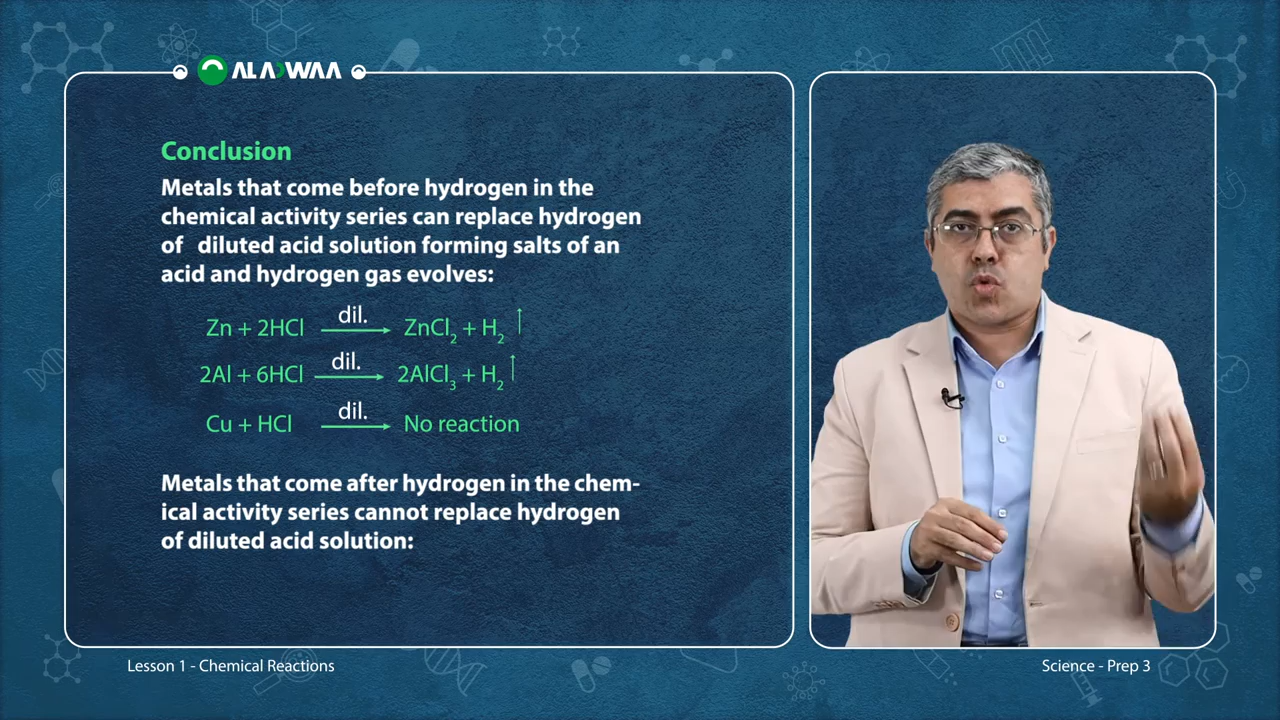 ALADWAA
Conclusion
Metals that come before hydrogen in the
chemical activity series can replace hydrogen
of diluted acid solution forming salts of an
acid and hydrogen gas evolves:
Zn + 2HCl dil. → ZnCl₂ + H₂ ↑
2Al + 6HCl dil. → 2AlCl₃ + H₂ ↑
Cu + HCl dil. → No reaction
Metals that come after hydrogen in the chem-
ical activity series cannot replace hydrogen
of diluted acid solution:
Lesson 1 - Chemical Reactions
Science - Prep 3